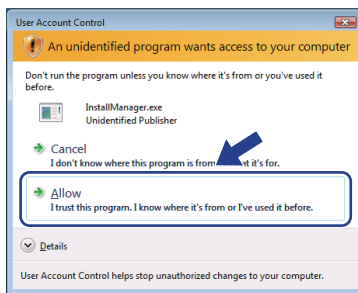 User Account Control
An unidentified program wants access to your computer
Don't run the program unless you know where it's from or you've used it
before.
InstallManager.exe
Unidentified Publisher
Cancel
I don't know where this program is from it's for.
Allow
I trust this program. I know where it's from or I've used it before.
Details
User Account Control helps stop unauthorized changes to your computer.